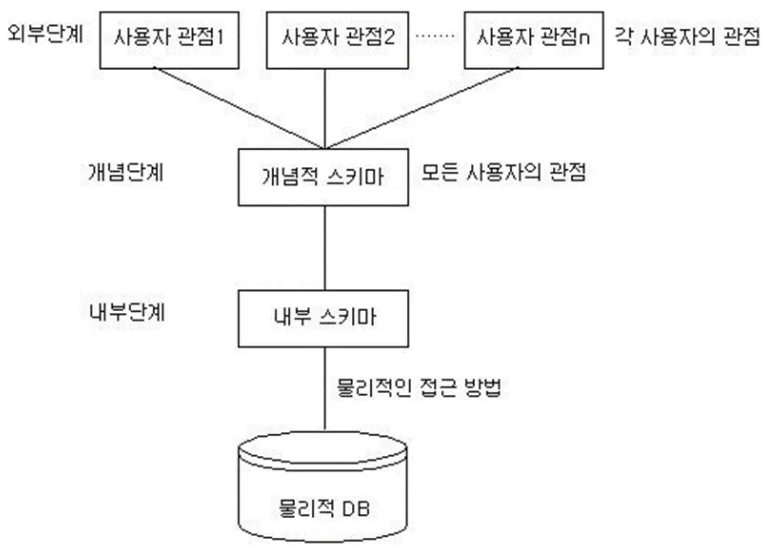 외부단계 사용자 관점1 사용자 관점2 ······· 사용자 관점n 각 사용자의 관점
개념단계 개념적 스키마 모든 사용자의 관점
내부단계 내부 스키마
물리적인 접근 방법
물리적 DB